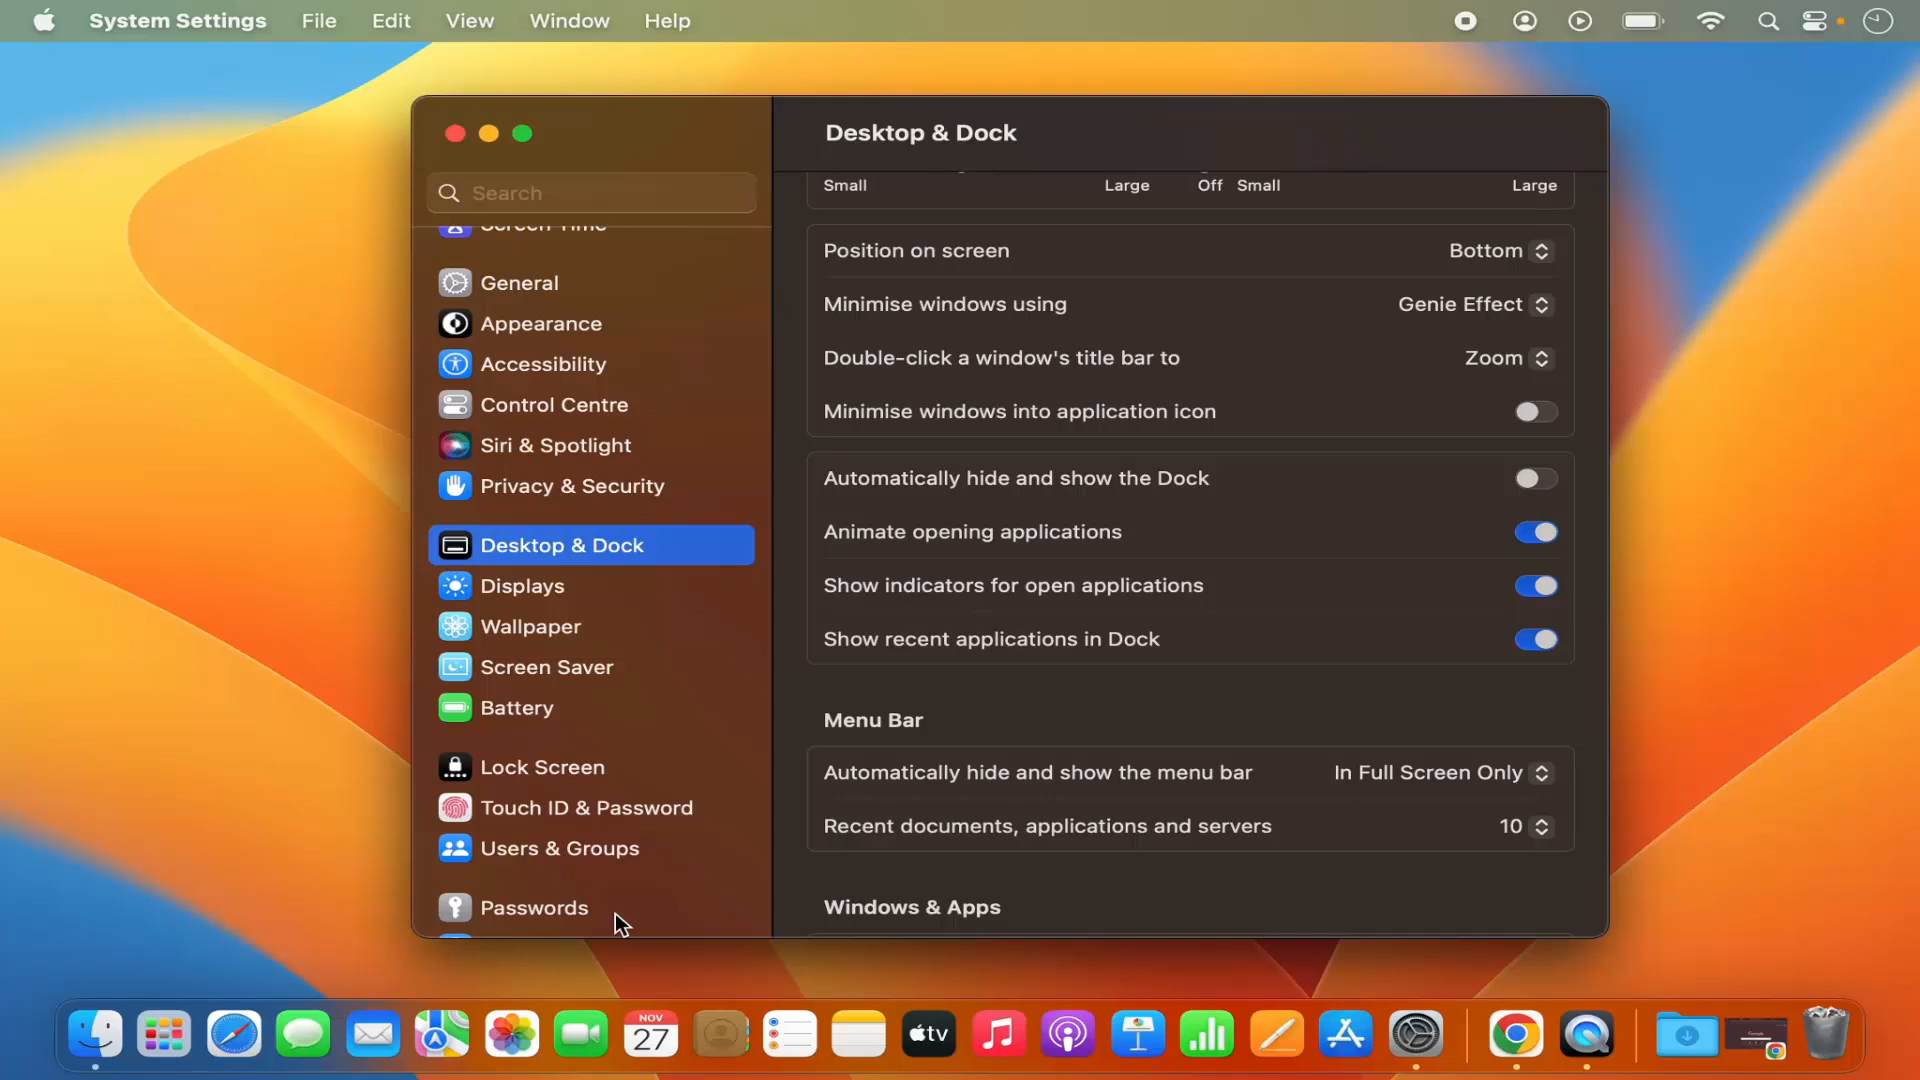 System Settings File Edit View Window Help
Desktop & Dock
Search
Small Large Off Small Large
Screen Time
General
Appearance
Accessibility
Control Centre
Siri & Spotlight
Privacy & Security
Desktop & Dock
Displays
Wallpaper
Screen Saver
Battery
Lock Screen
Touch ID & Password
Users & Groups
Passwords
Position on screen Bottom
Minimise windows using Genie Effect
Double-click a window's title bar to Zoom
Minimise windows into application icon
Automatically hide and show the Dock
Animate opening applications
Show indicators for open applications
Show recent applications in Dock
Menu Bar
Automatically hide and show the menu bar In Full Screen Only
Recent documents, applications and servers 10
Windows & Apps
NOV
27
tv